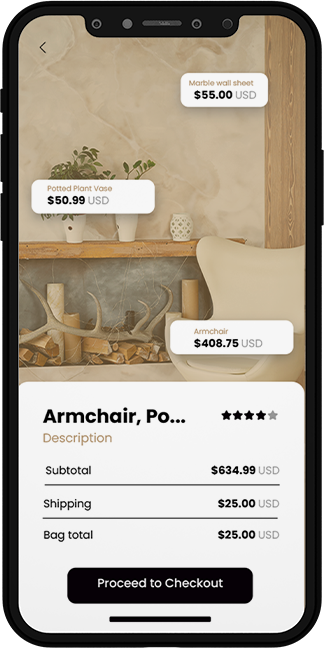 Marble wall sheet
$55.00 USD
Potted Plant Vase
$50.99 USD
Armchair
$408.75 USD
Armchair, Po...
Description
Subtotal $634.99 USD
Shipping $25.00 USD
Bag total $25.00 USD
Proceed to Checkout